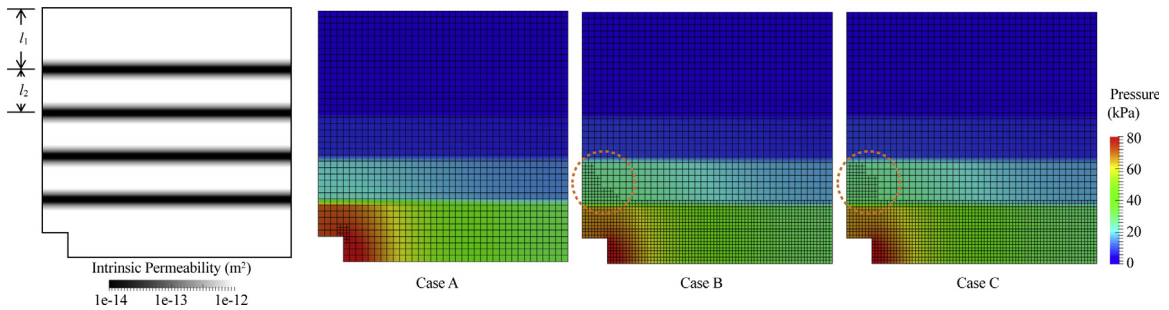 l1
l2
Intrinsic Permeability (m²)
1e-14 1e-13 1e-12
Case A
Case B
Case C
Pressure
(kPa)
80
60
40
20
0